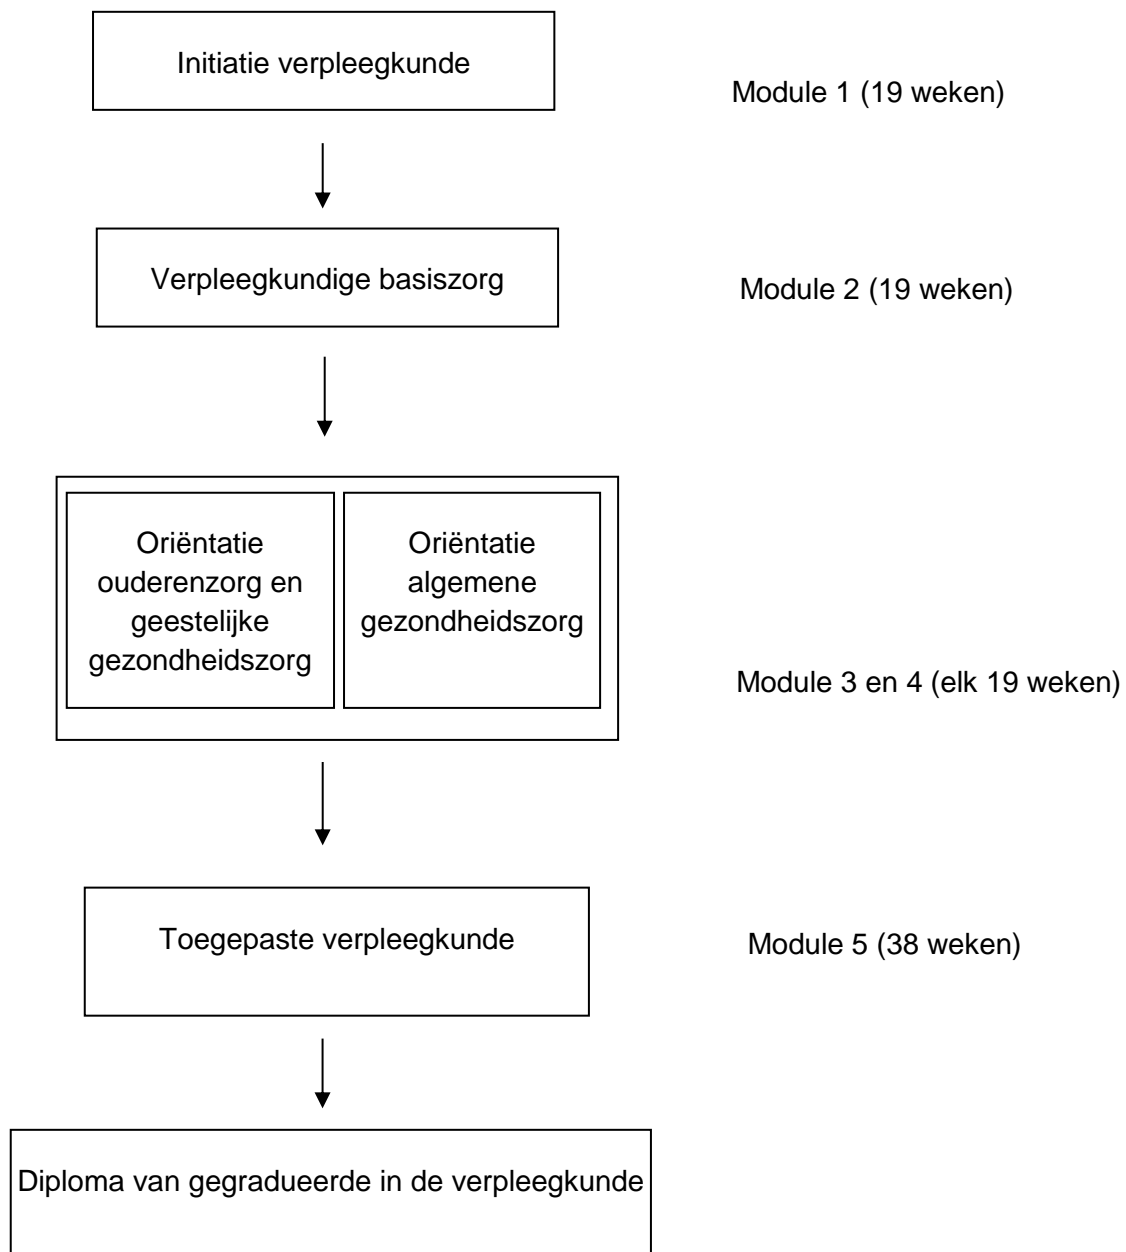 Initiatie verpleegkunde
Module 1 (19 weken)
Verpleegkundige basiszorg
Module 2 (19 weken)
Oriëntatie
ouderenzorg en
geestelijke
gezondheidszorg
Oriëntatie
algemene
gezondheidszorg
Module 3 en 4 (elk 19 weken)
Toegepaste verpleegkunde
Module 5 (38 weken)
Diploma van gegradueerde in de verpleegkunde